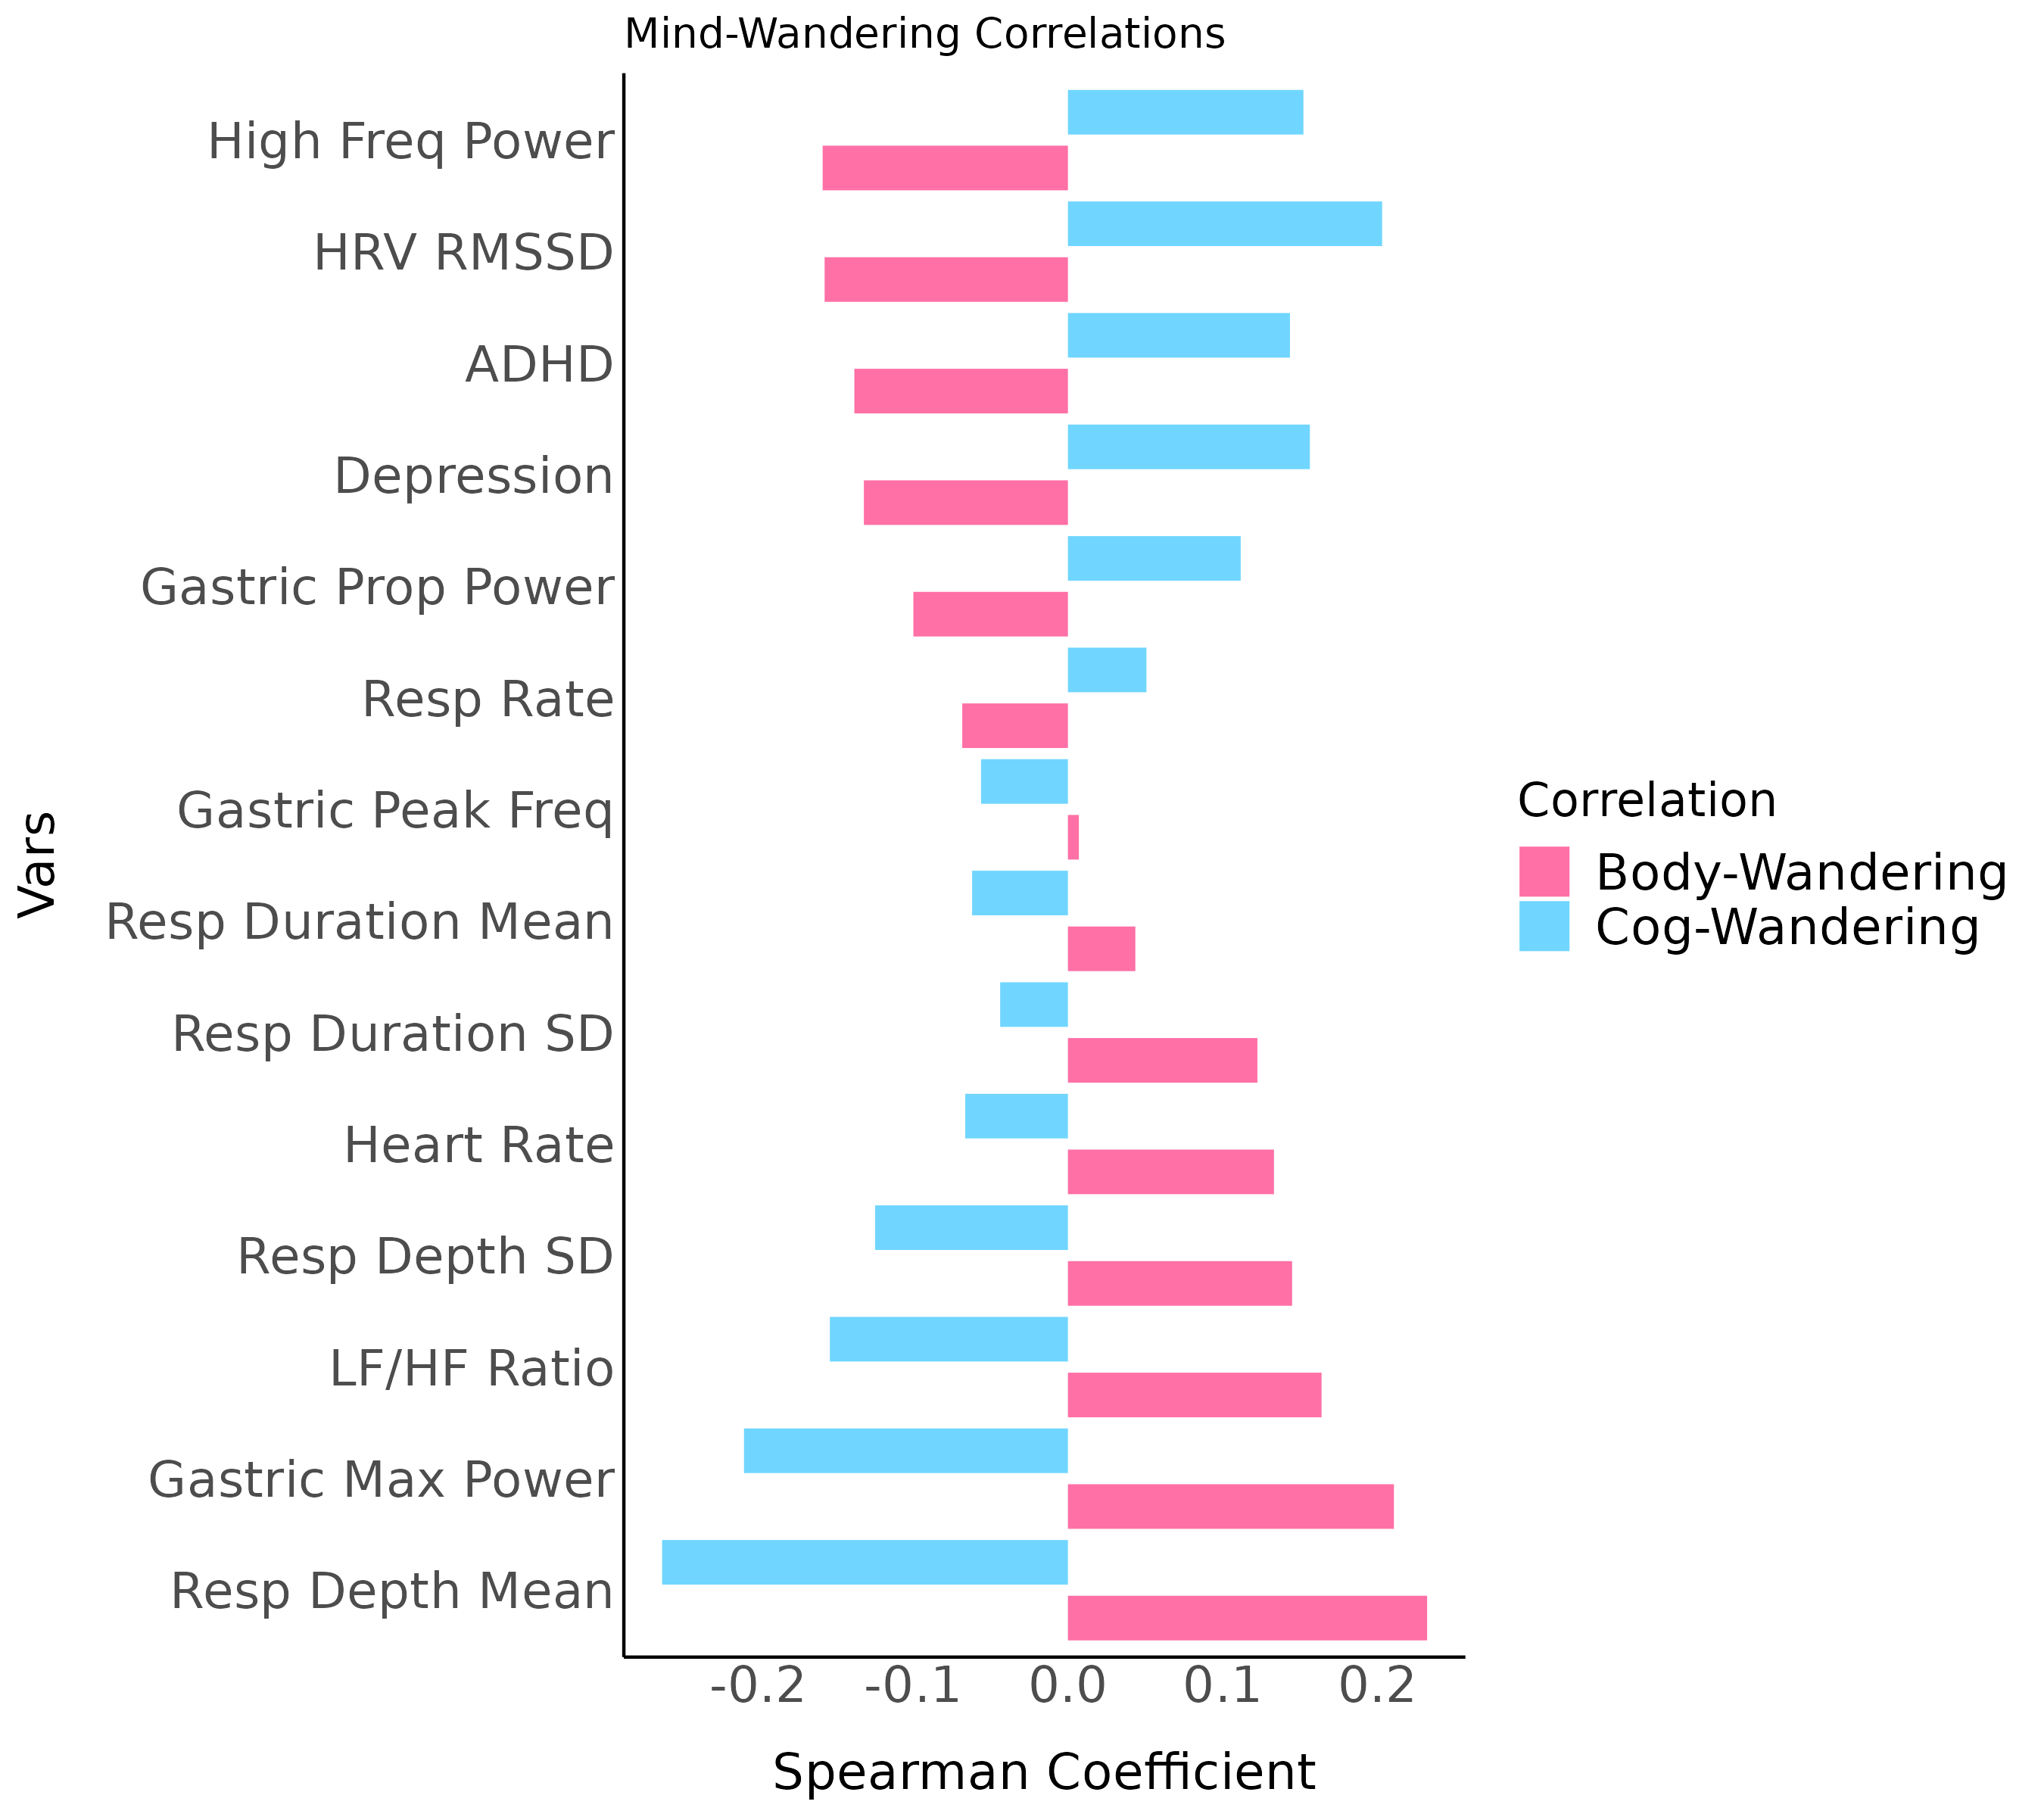 Mind-Wandering Correlations
High Freq Power
HRV RMSSD
ADHD
Depression
Gastric Prop Power
Resp Rate
Gastric Peak Freq
Resp Duration Mean
Resp Duration SD
Heart Rate
Resp Depth SD
LF/HF Ratio
Gastric Max Power
Resp Depth Mean
Vars
-0.2 -0.1 0.0 0.1 0.2
Spearman Coefficient
Correlation
Body-Wandering
Cog-Wandering